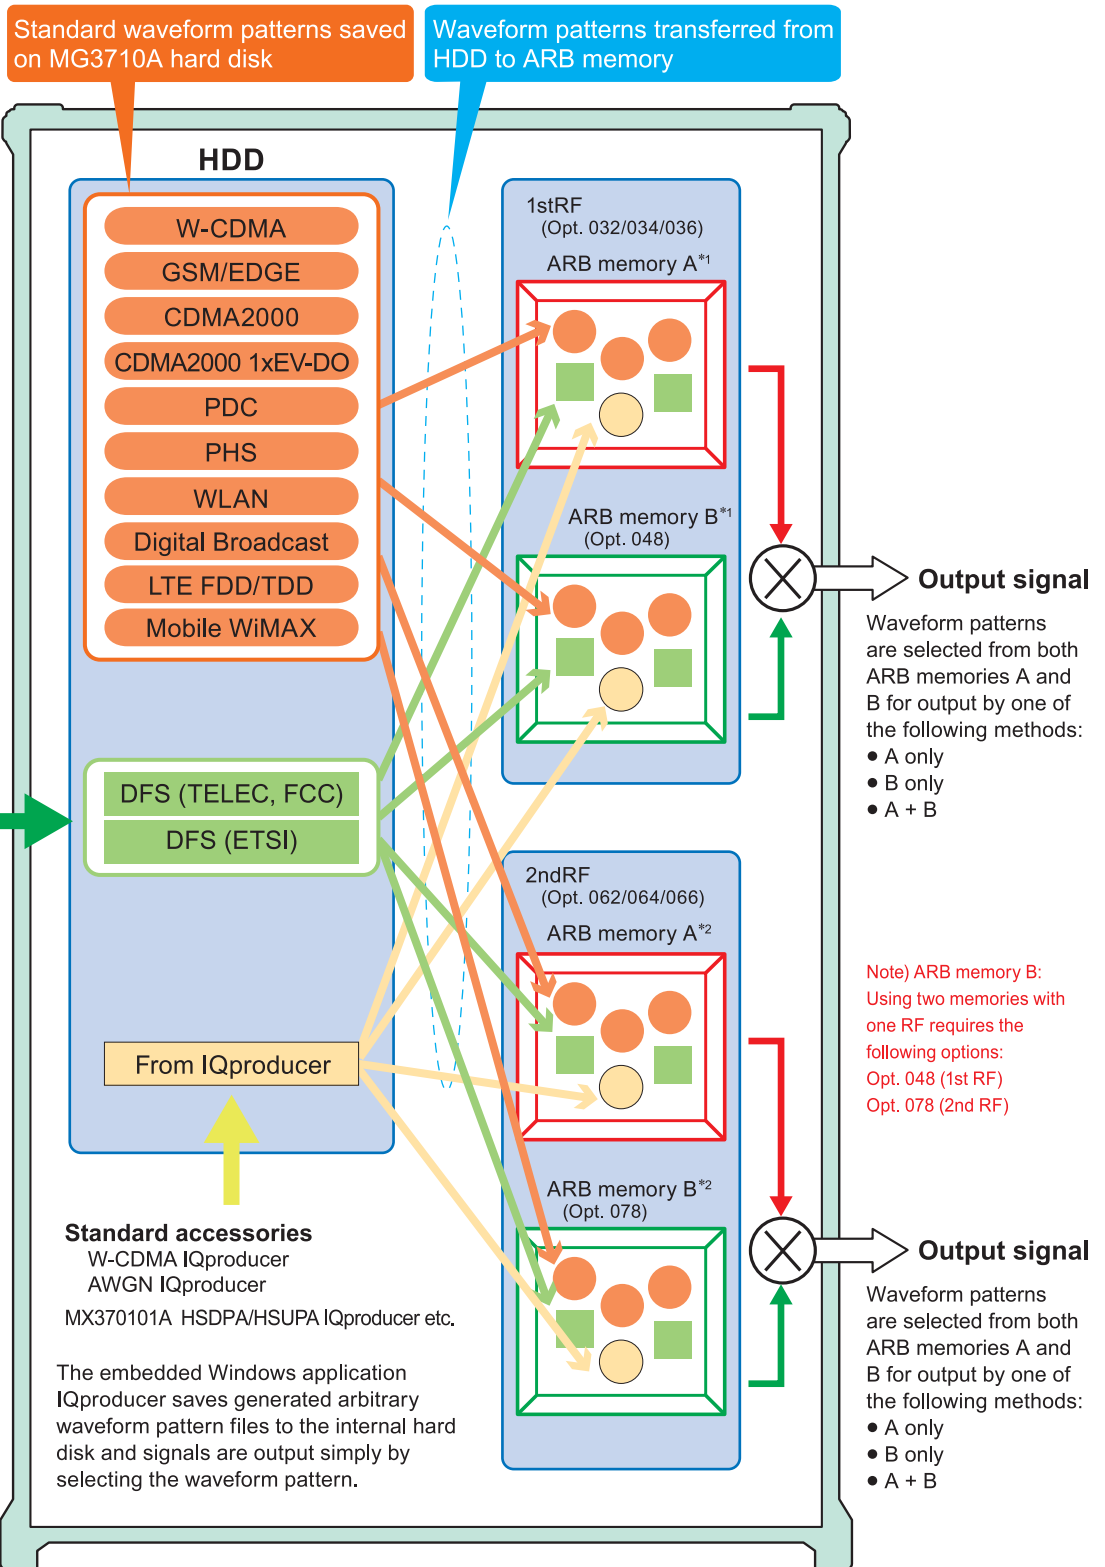 Standard waveform patterns saved
on MG3710A hard disk
Waveform patterns transferred from
HDD to ARB memory
HDD
W-CDMA
GSM/EDGE
CDMA2000
CDMA2000 1xEV-DO
PDC
PHS
WLAN
Digital Broadcast
LTE FDD/TDD
Mobile WiMAX
DFS (TELEC, FCC)
DFS (ETSI)
From IQproducer
Standard accessories
W-CDMA IQproducer
AWGN IQproducer
MX370101A HSDPA/HSUPA IQproducer etc.
The embedded Windows application
IQproducer saves generated arbitrary
waveform pattern files to the internal hard
disk and signals are output simply by
selecting the waveform pattern.
1stRF
(Opt. 032/034/036)
ARB memory A*1
ARB memory B*1
(Opt. 048)
2ndRF
(Opt. 062/064/066)
ARB memory A*2
ARB memory B*2
(Opt. 078)
Output signal
Waveform patterns
are selected from both
ARB memories A and
B for output by one of
the following methods:
● A only
● B only
● A + B
Note) ARB memory B:
Using two memories with
one RF requires the
following options:
Opt. 048 (1st RF)
Opt. 078 (2nd RF)
Output signal
Waveform patterns
are selected from both
ARB memories A and
B for output by one of
the following methods:
● A only
● B only
● A + B